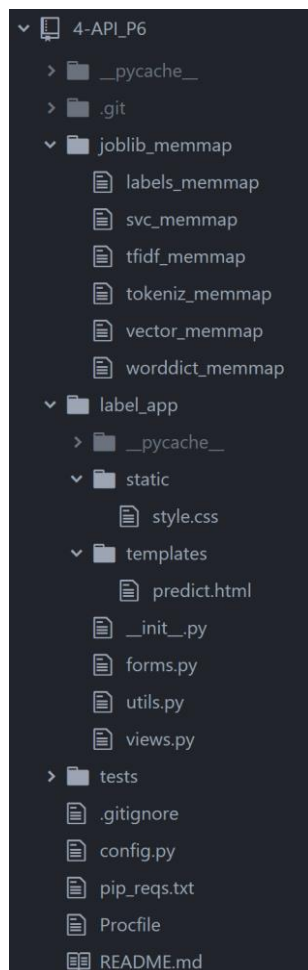 4-API_P6
__pycache__
.git
joblib_memmap
labels_memmap
svc_memmap
tfidf_memmap
tokeniz_memmap
vector_memmap
worddict_memmap
label_app
__pycache__
static
style.css
templates
predict.html
__init__.py
forms.py
utils.py
views.py
tests
.gitignore
config.py
pip_reqs.txt
Procfile
README.md